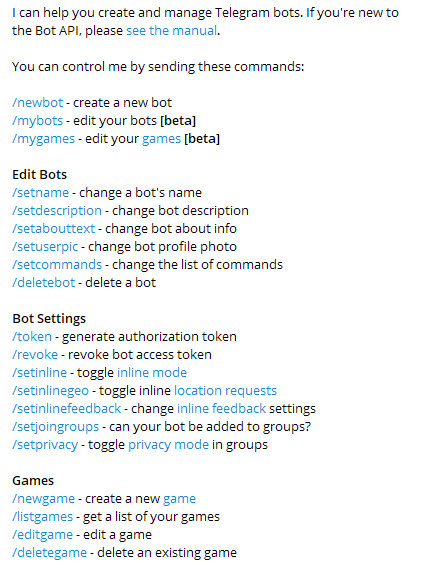 I can help you create and manage Telegram bots. If you're new to
the Bot API, please see the manual.
You can control me by sending these commands:
/newbot - create a new bot
/mybots - edit your bots [beta]
/mygames - edit your games [beta]
Edit Bots
/setname - change a bot's name
/setdescription - change bot description
/setabouttext - change bot about info
/setuserpic - change bot profile photo
/setcommands - change the list of commands
/deletebot - delete a bot
Bot Settings
/token - generate authorization token
/revoke - revoke bot access token
/setinline - toggle inline mode
/setinlinegeo - toggle inline location requests
/setinlinefeedback - change inline feedback settings
/setjoingroups - can your bot be added to groups?
/setprivacy - toggle privacy mode in groups
Games
/newgame - create a new game
/listgames - get a list of your games
/editgame - edit a game
/deletegame - delete an existing game